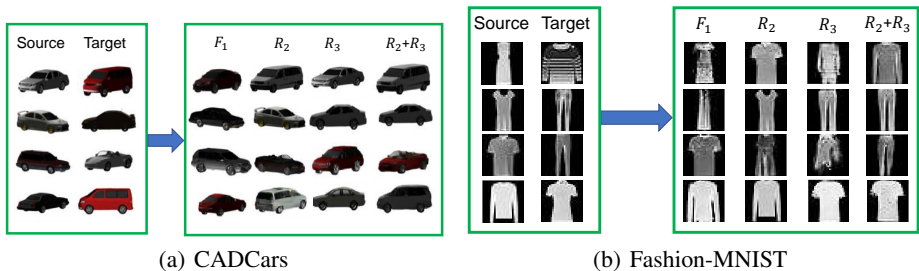 Source Target
F₁ R₂ R₃ R₂+R₃
Source Target
F₁ R₂ R₃ R₂+R₃
(a) CADCars
(b) Fashion-MNIST